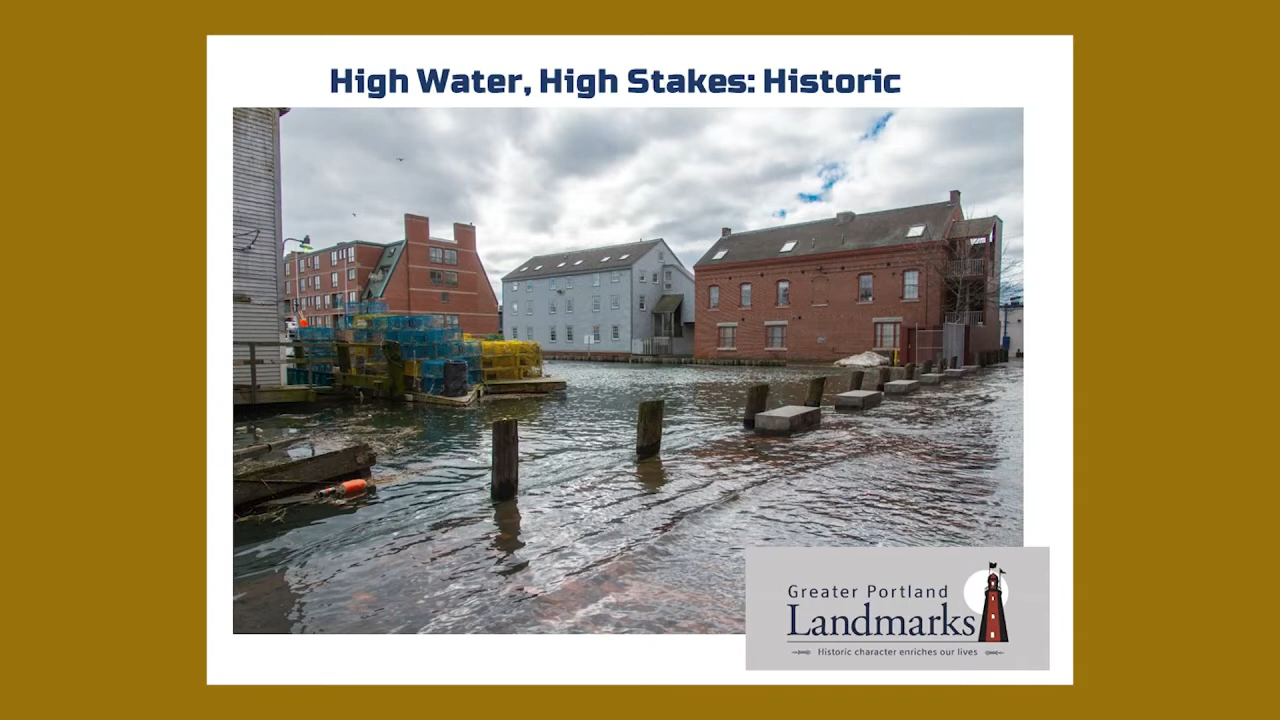 High Water, High Stakes: Historic
Greater Portland
Landmarks
Historic character enriches our lives